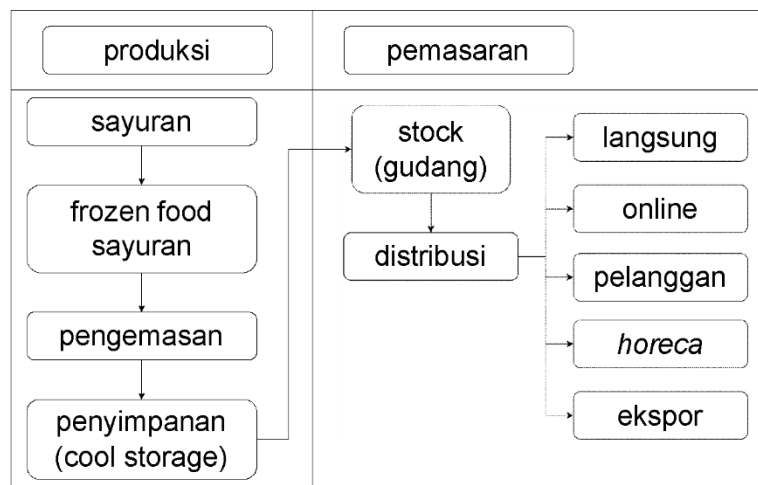 produksi
pemasaran
sayuran
frozen food
sayuran
pengemasan
penyimpanan
(cool storage)
stock
(gudang)
distribusi
langsung
online
pelanggan
horeca
ekspor